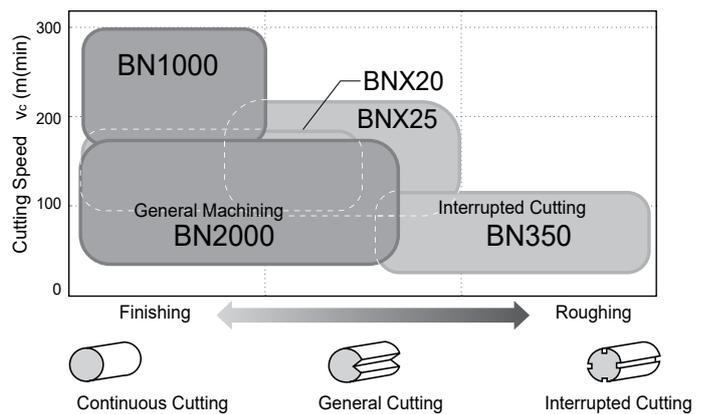 300
BN1000
BNX20
BNX25
200
Cutting Speed vc (m(min)
100
General Machining
BN2000
Interrupted Cutting
BN350
0
Finishing
Roughing
Continuous Cutting
General Cutting
Interrupted Cutting